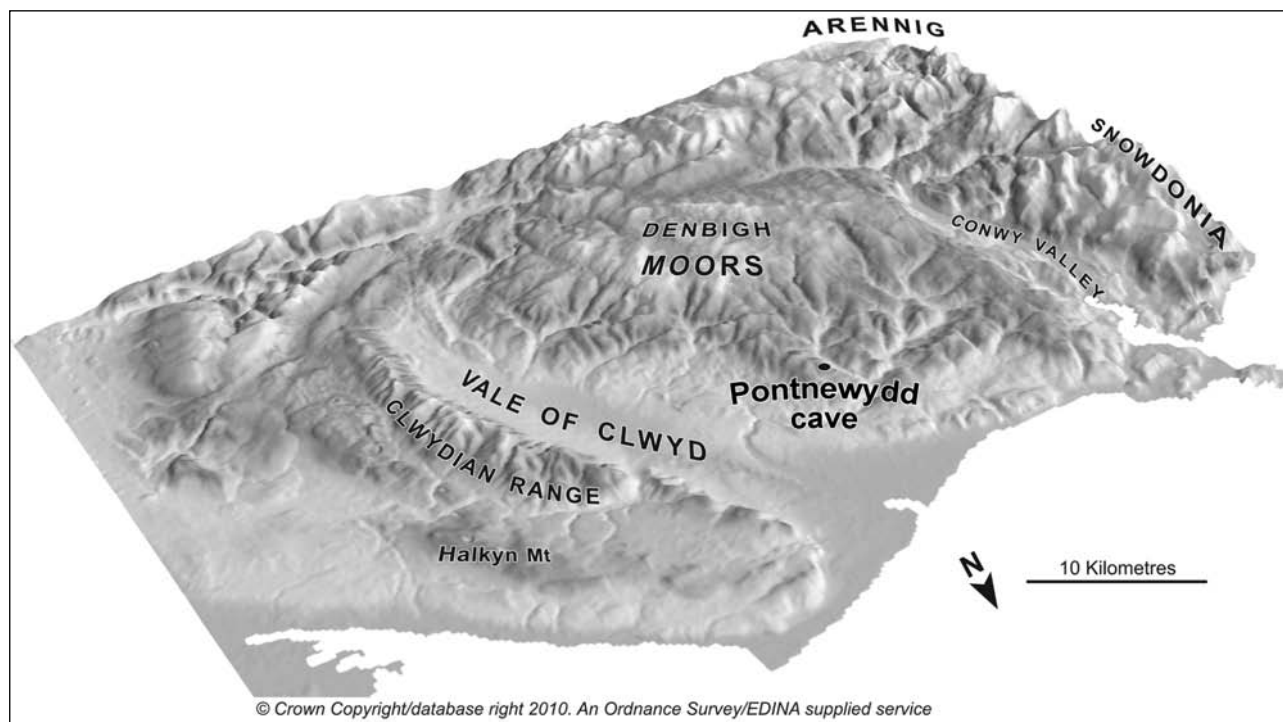 ARENNIG
SNOWDONIA
CONWY VALLEY
DENBIGH
MOORS
Pontnewydd
cave
VALE OF CLWYD
CLWYDIAN RANGE
Halkyn Mt
N
10 Kilometres
© Crown Copyright/database right 2010. An Ordnance Survey/EDINA supplied service